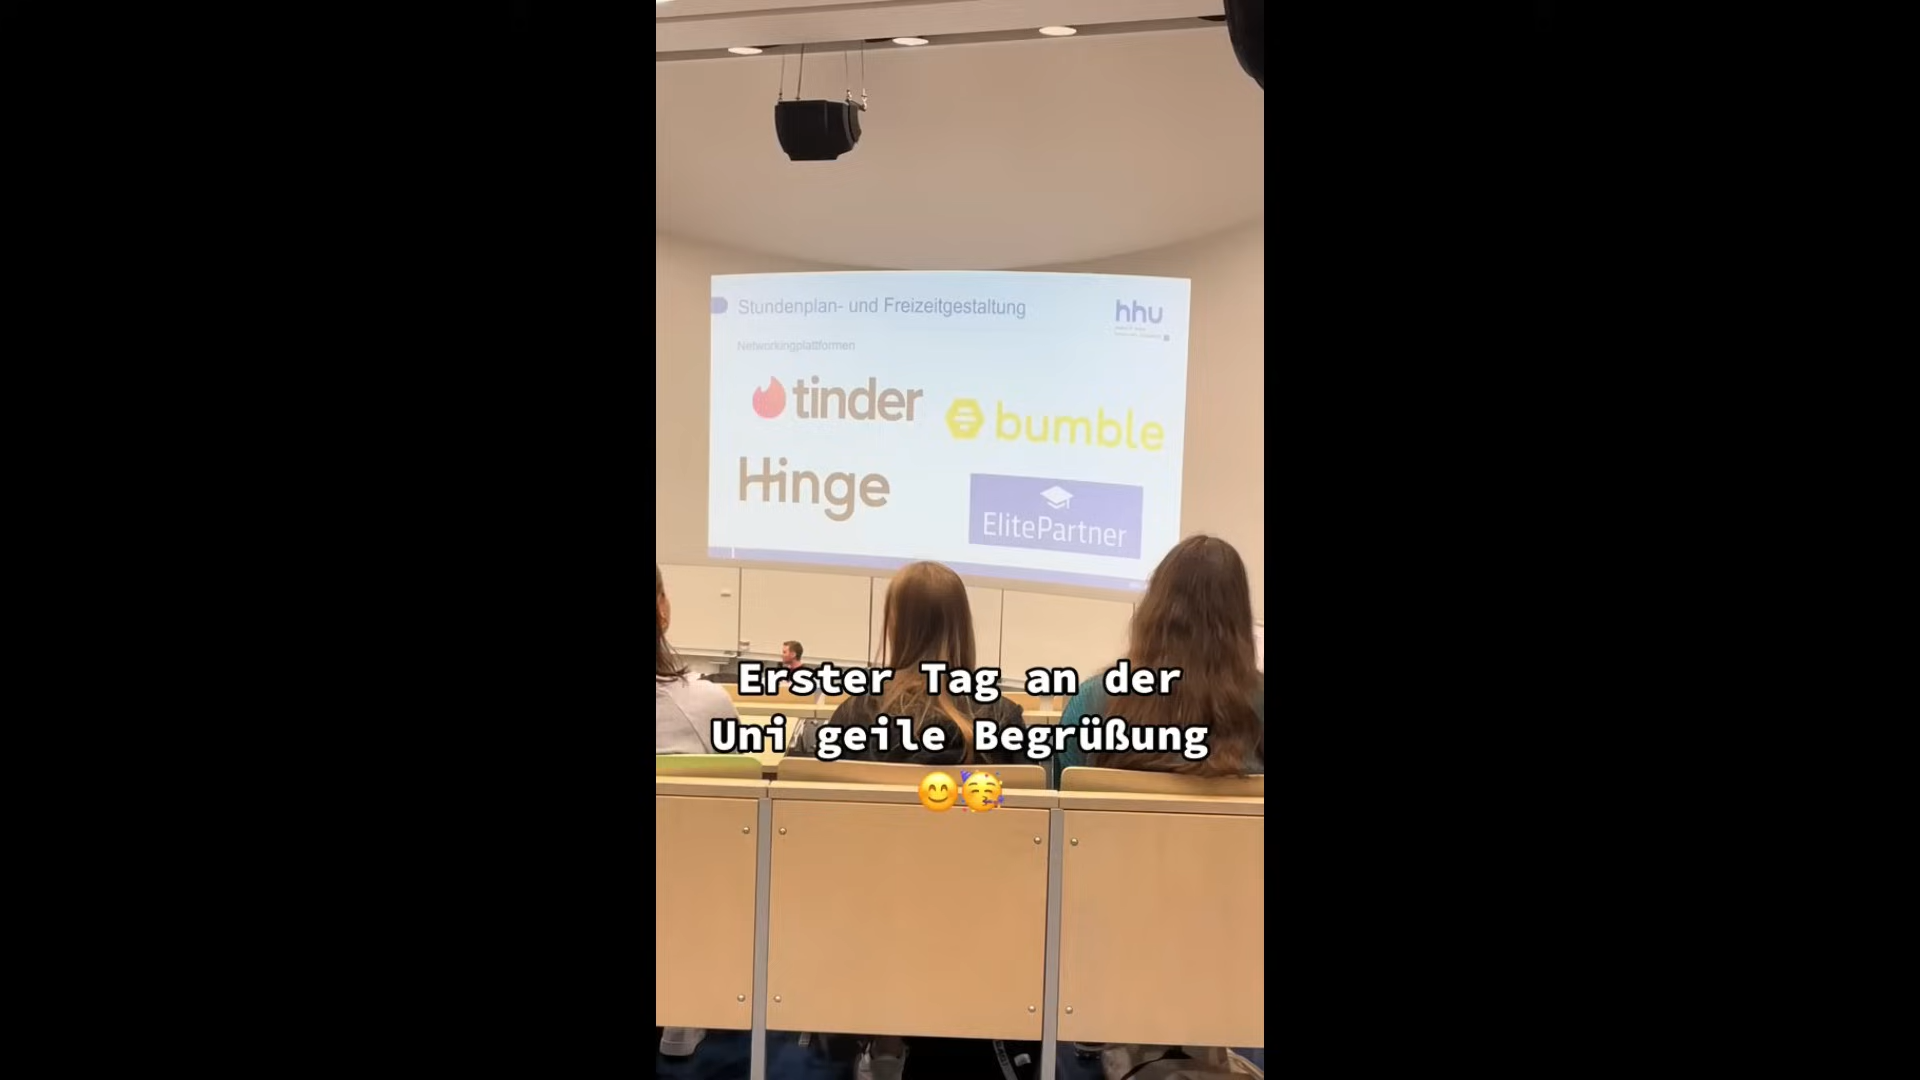 Stundenplan- und Freizeitgestaltung
hhu
Networkingplattformen
tinder
bumble
Hinge
ElitePartner
Erster Tag an der
Uni geile Begrüßung
😊🥳